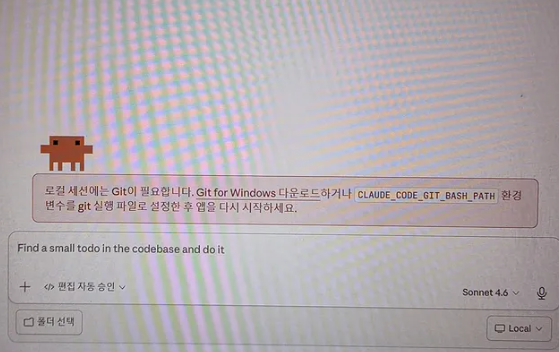 로컬 세션에는 Git이 필요합니다. Git for Windows 다운로드하거나 CLAUDE_CODE_GIT_BASH_PATH 환경
변수를 git 실행 파일로 설정한 후 앱을 다시 시작하세요.
Find a small todo in the codebase and do it
+ </> 편집 자동 승인
Sonnet 4.6
폴더 선택
Local